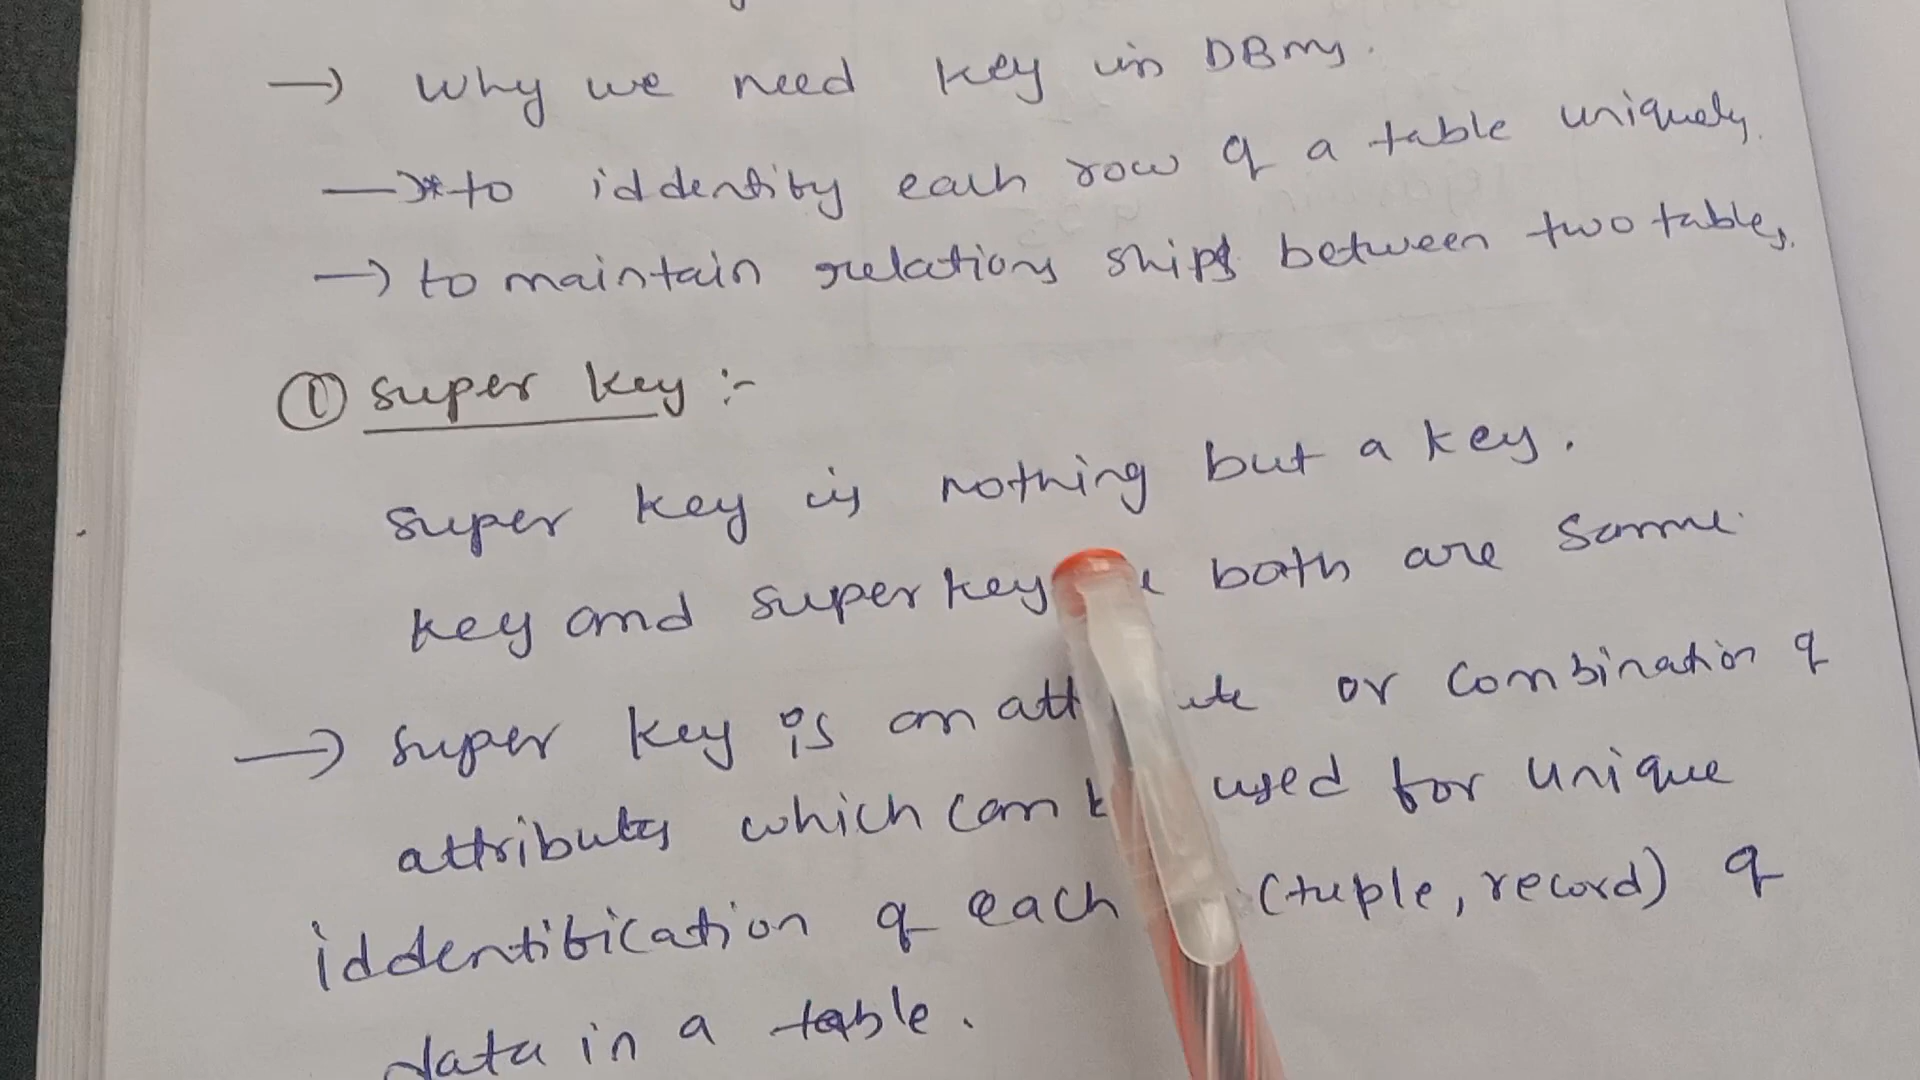 → Why we need key in DBMS.
→* to iddentify each row of a table uniquely.
→ to maintain relations ships between two tables.
① super key :-
super key is nothing but a key.
key and super key both are same.
→ super key is an or combination of
attributes which can used for unique
iddentification of each (tuple, record) of
data in a table.